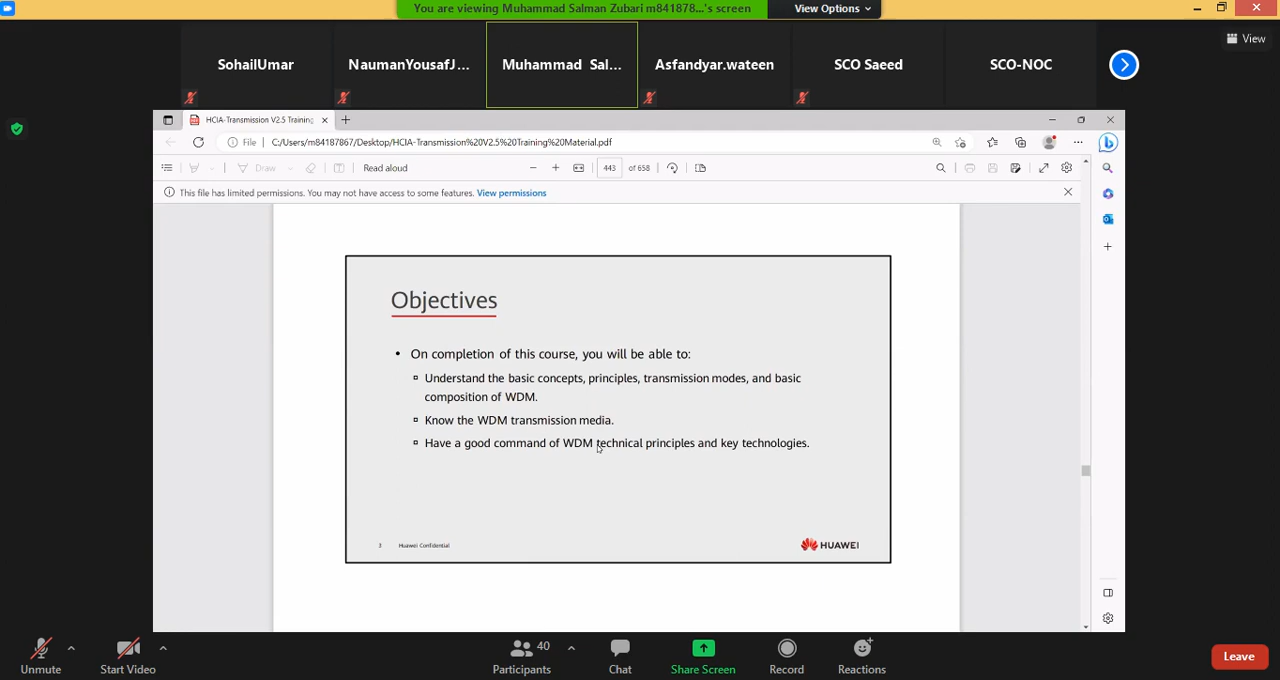 You are viewing Muhammad Salman Zubari m841878...'s screen
View Options
View
SohailUmar
NaumanYousafJ...
Muhammad Sal...
Asfandyar.wateen
SCO Saeed
SCO-NOC
HCIA-Transmission V2.5 Training
File
C:/Users/m84187867/Desktop/HCIA-Transmission%20V2.5%20Training%20Material.pdf
Draw
Read aloud
443
of 658
This file has limited permissions. You may not have access to some features. View permissions
Objectives
• On completion of this course, you will be able to:
Understand the basic concepts, principles, transmission modes, and basic
composition of WDM.
Know the WDM transmission media.
Have a good command of WDM technical principles and key technologies.
Huawei Confidential
HUAWEI
Unmute
Start Video
40
Participants
Chat
Share Screen
Record
Reactions
Leave